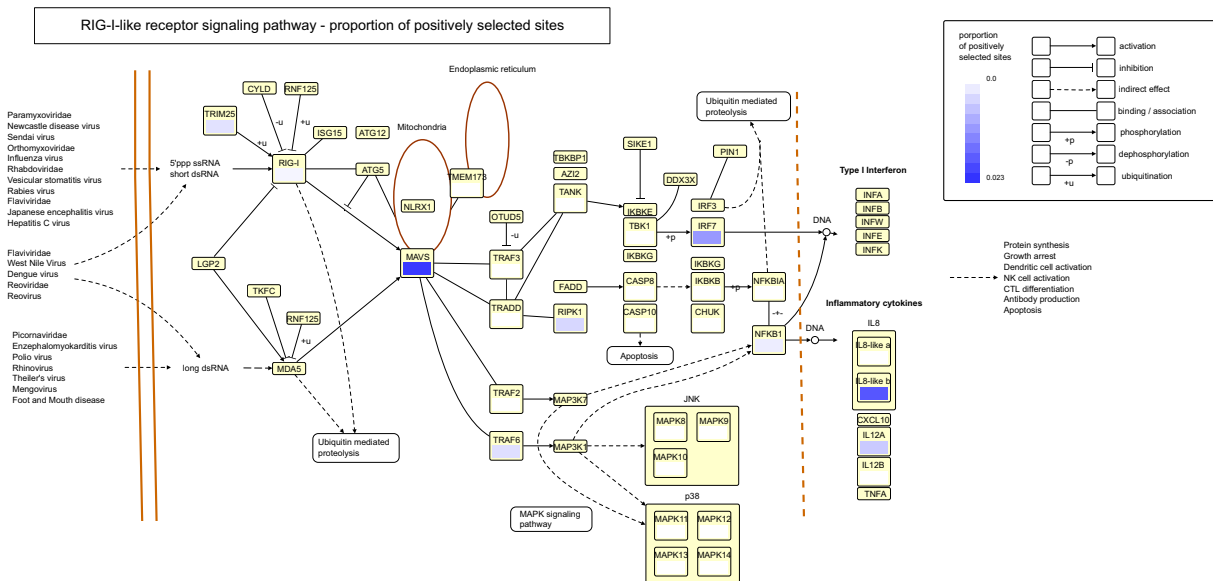 RIG-I-like receptor signaling pathway - proportion of positively selected sites
porportion
of positively
selected sites
0.0
0.023
activation
inhibition
indirect effect
binding / association
phosphorylation
+p
dephosphorylation
-p
ubiquitination
+u
Paramyxoviridae
Newcastle disease virus
Sendai virus
Orthomyxoviridae
Influenza virus
Rhabdoviridae
Vesicular stomatitis virus
Rabies virus
Flaviviridae
Japanese encephalitis virus
Hepatitis C virus
Flaviviridae
West Nile Virus
Dengue virus
Reoviridae
Reovirus
Picornaviridae
Enzephalomyokarditis virus
Polio virus
Rhinovirus
Theiler's virus
Mengovirus
Foot and Mouth disease
5'ppp ssRNA
short dsRNA
long dsRNA
CYLD
RNF125
TRIM25
-u
+u
+u
ISG15
ATG12
RIG-I
ATG5
LGP2
TKFC
RNF125
+u
MDA5
Ubiquitin mediated
proteolysis
Endoplasmic reticulum
Mitochondria
TMEM173
NLRX1
MAVS
OTUD5
-u
TRAF3
TRADD
TRAF2
TRAF6
TBKBP1
AZI2
TANK
FADD
RIPK1
MAP3K7
MAP3K1
MAPK signaling
pathway
SIKE1
DDX3X
IKBKE
TBK1
IKBKG
+p
CASP8
CASP10
Apoptosis
Ubiquitin mediated
proteolysis
PIN1
IRF3
IRF7
IKBKG
IKBKB
+p
CHUK
NFKBIA
-+-
NFKB1
JNK
MAPK8
MAPK9
MAPK10
p38
MAPK11
MAPK12
MAPK13
MAPK14
DNA
DNA
Type I Interferon
INFA
INFB
INFW
INFE
INFK
Inflammatory cytokines
IL8
IL8-like a
IL8-like b
CXCL10
IL12A
IL12B
TNFA
Protein synthesis
Growth arrest
Dendritic cell activation
NK cell activation
CTL differentiation
Antibody production
Apoptosis